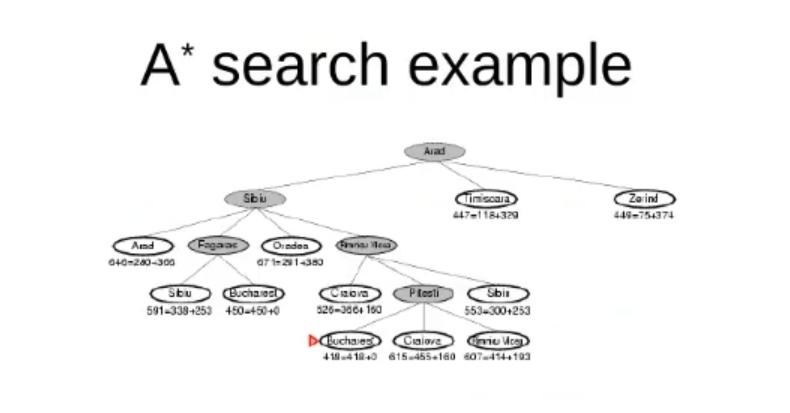 A* search example
Arad
Sibiu Timisoara Zerind
447=118+329 449=75+374
Arad Fagaras Oradea Rimnicu Vilcea
646=280+366 671=291+380
Sibiu Bucharest Craiova Pitesti Sibiu
591=338+253 450=450+0 526=366+160 553=300+253
Bucharest Craiova Rimnicu Vilcea
418=418+0 615=455+160 607=414+193